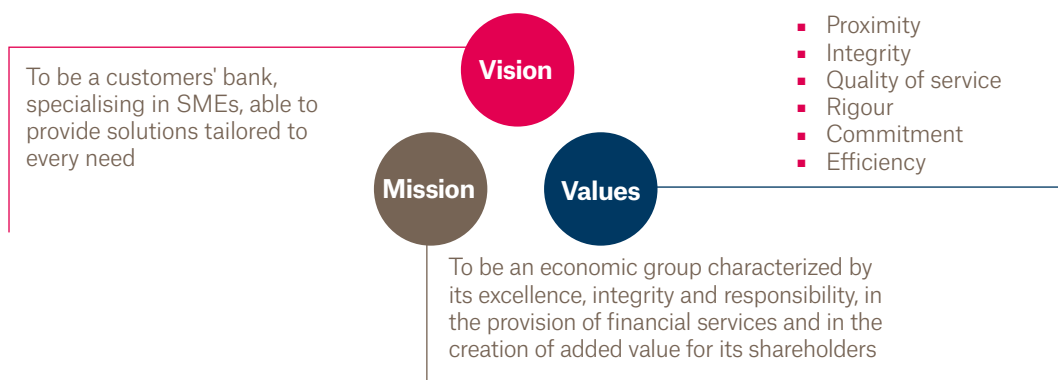 Vision
To be a customers' bank,
specialising in SMEs, able to
provide solutions tailored to
every need
Values
▪ Proximity
▪ Integrity
▪ Quality of service
▪ Rigour
▪ Commitment
▪ Efficiency
Mission
To be an economic group characterized by
its excellence, integrity and responsibility, in
the provision of financial services and in the
creation of added value for its shareholders